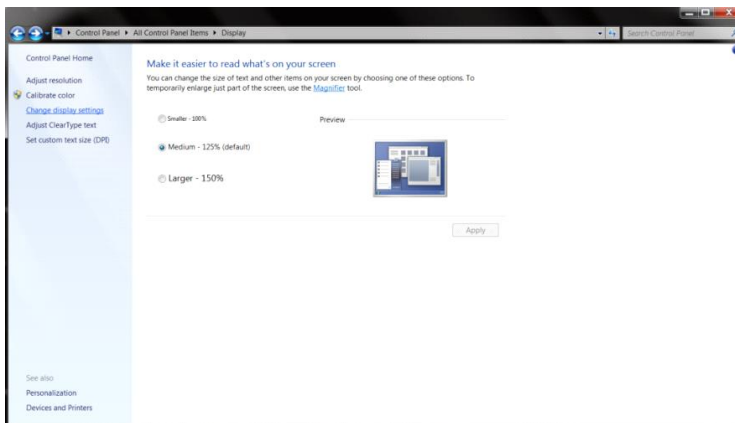 Control Panel ▸ All Control Panel Items ▸ Display
Search Control Panel
Control Panel Home
Adjust resolution
Calibrate color
Change display settings
Adjust ClearType text
Set custom text size (DPI)
Make it easier to read what's on your screen
You can change the size of text and other items on your screen by choosing one of these options. To
temporarily enlarge just part of the screen, use the Magnifier tool.
Smaller - 100%
Preview
Medium - 125% (default)
Larger - 150%
Apply
See also
Personalization
Devices and Printers